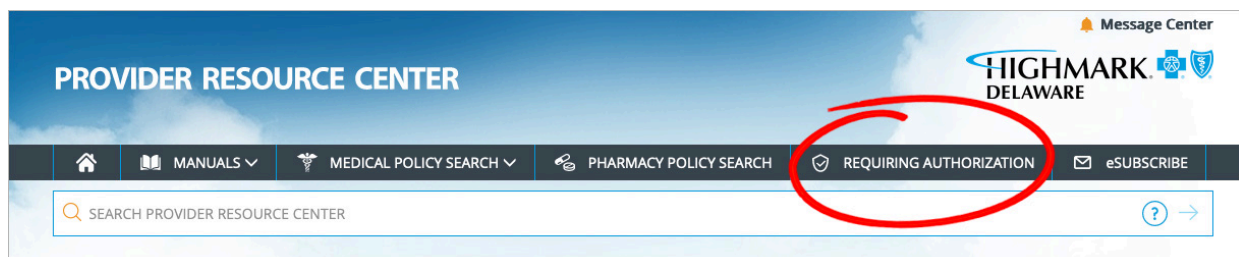 Message Center
PROVIDER RESOURCE CENTER
HIGHMARK
DELAWARE
MANUALS
MEDICAL POLICY SEARCH
PHARMACY POLICY SEARCH
REQUIRING AUTHORIZATION
eSUBSCRIBE
SEARCH PROVIDER RESOURCE CENTER
?